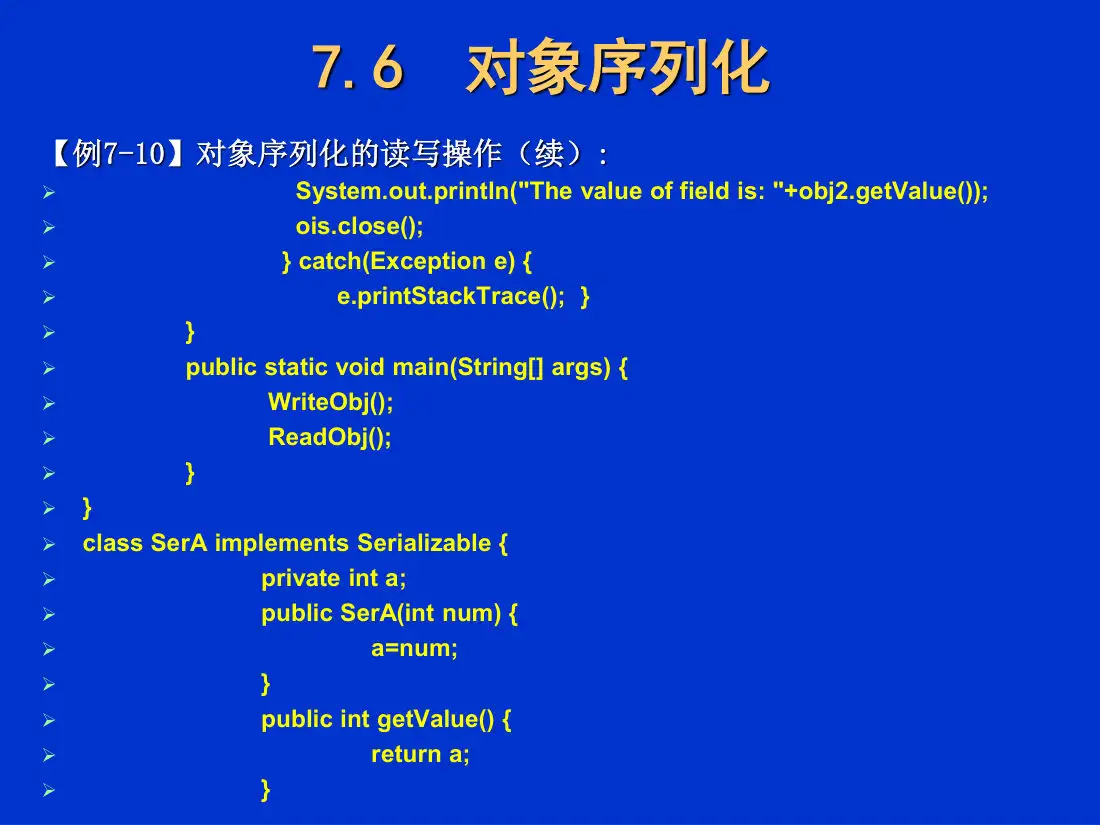 7.6 对象序列化
【例7-10】对象序列化的读写操作（续）:
System.out.println("The value of field is: "+obj2.getValue());
ois.close();
} catch(Exception e) {
e.printStackTrace(); }
}
public static void main(String[] args) {
WriteObj();
ReadObj();
}
}
class SerA implements Serializable {
private int a;
public SerA(int num) {
a=num;
}
public int getValue() {
return a;
}